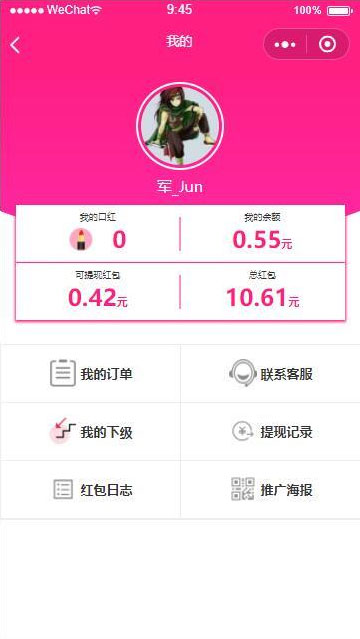 WeChat 9:45 100%
我的
军_Jun
我的口红 我的余额
0 0.55元
可提现红包 总红包
0.42元 10.61元
我的订单 联系客服
我的下级 提现记录
红包日志 推广海报